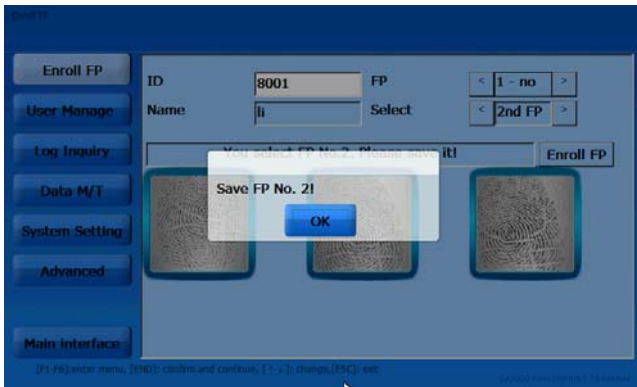 Enroll FP
Enroll FP
ID 8001 FP < 1 - no >
User Manage
Name li Select < 2nd FP >
Log Inquiry
You select FP No.2. Please save it! Enroll FP
Data M/T
Save FP No. 2!
OK
System Setting
Advanced
Main interface
[F1-F6]:enter menu, [END]: confirm and continue, [↑↓]: change,[ESC]: exit